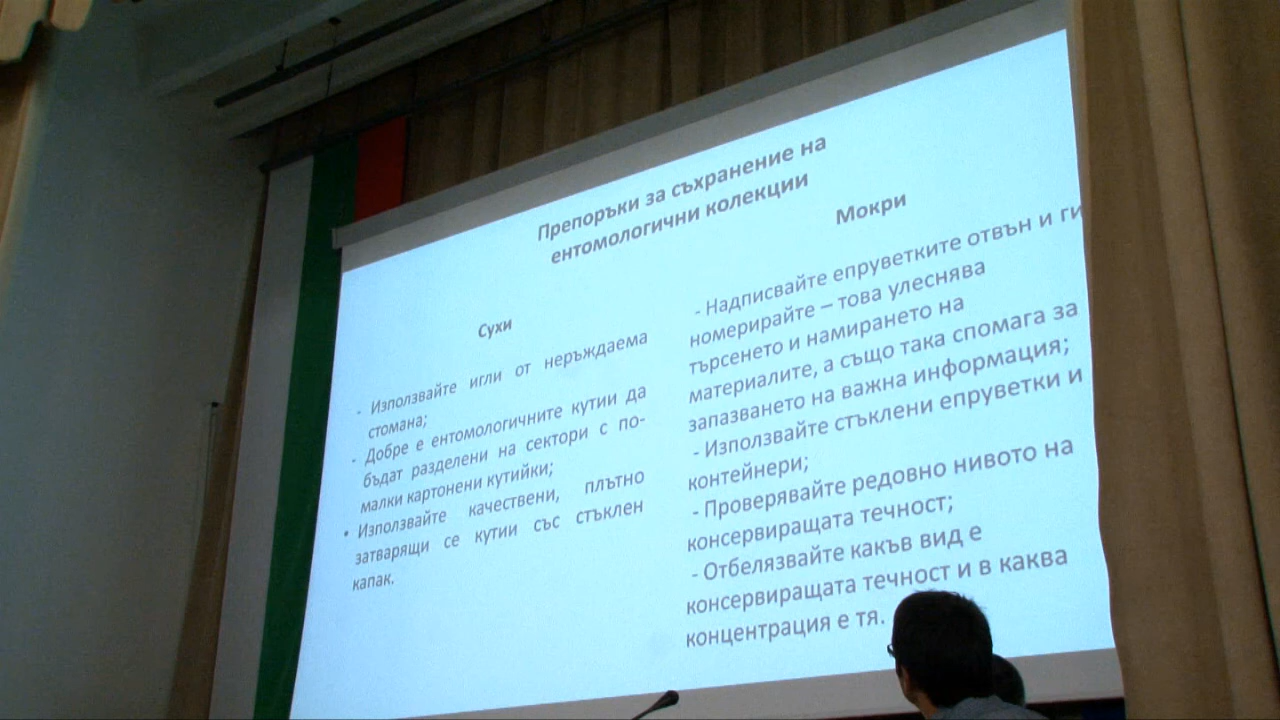 Препоръки за съхранение на
ентомологични колекции
Сухи
- Използвайте игли от неръждаема
стомана;
- Добре е ентомологичните кутии да
бъдат разделени на сектори с по-
малки картонени кутийки;
• Използвайте качествени, плътно
затварящи се кутии със стъклен
капак.
Мокри
- Надписвайте епруветките отвън и ги
номерирайте – това улеснява
търсенето и намирането на
материалите, а също така спомага за
запазването на важна информация;
- Използвайте стъклени епруветки и
контейнери;
- Проверявайте редовно нивото на
консервиращата течност;
- Отбелязвайте какъв вид е
консервиращата течност и в каква
концентрация е тя.